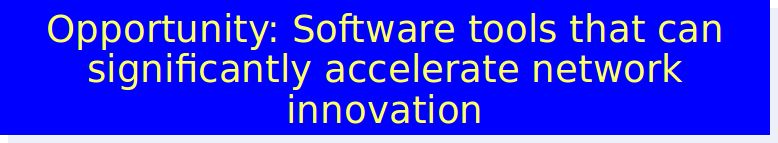 Opportunity: Software tools that can
significantly accelerate network
innovation